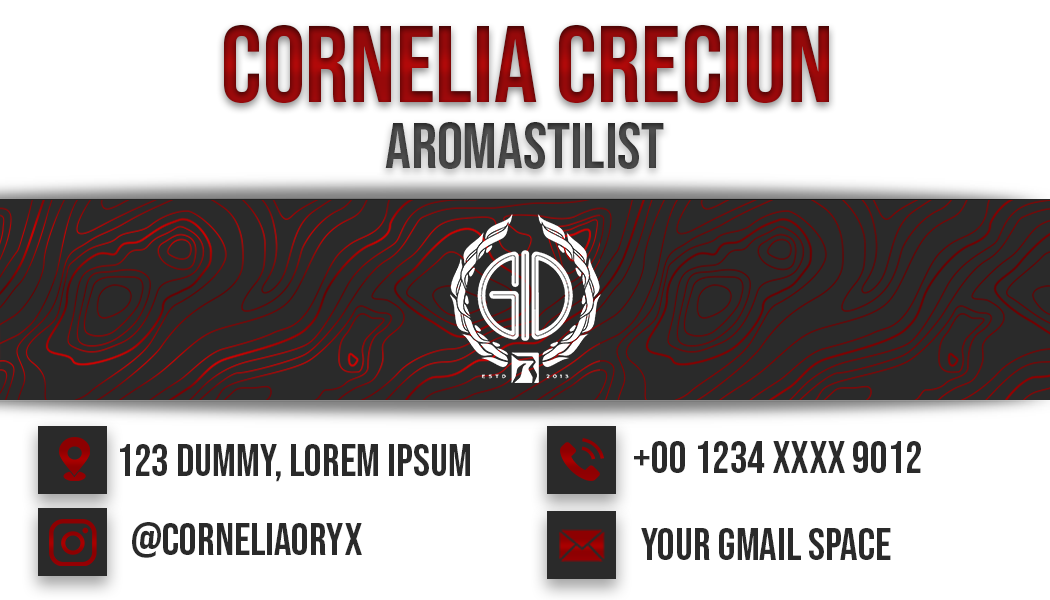 CORNELIA CRECIUN
AROMASTILIST
GD
ESTD 2013
123 DUMMY, LOREM IPSUM
+00 1234 XXXX 9012
@CORNELIAORYX
YOUR GMAIL SPACE